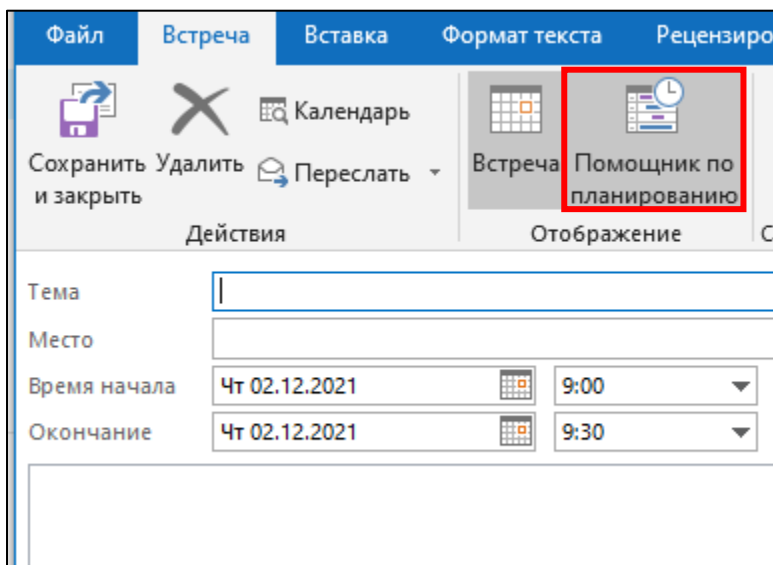 Файл Встреча Вставка Формат текста Рецензиро
Календарь
Сохранить Удалить Переслать Встреча Помощник по
и закрыть планированию
Действия Отображение С
Тема
Место
Время начала Чт 02.12.2021 9:00
Окончание Чт 02.12.2021 9:30